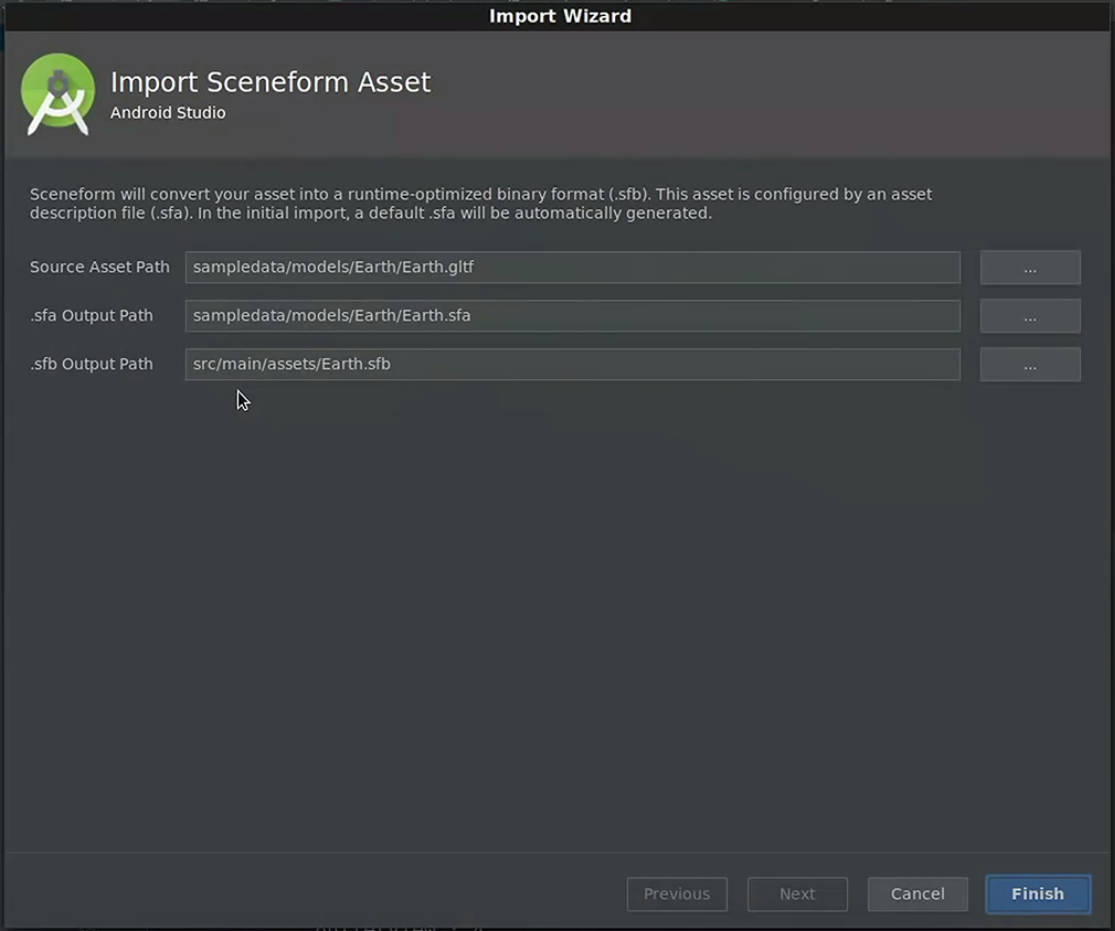 Import Wizard
Import Sceneform Asset
Android Studio
Sceneform will convert your asset into a runtime-optimized binary format (.sfb). This asset is configured by an asset
description file (.sfa). In the initial import, a default .sfa will be automatically generated.
Source Asset Path sampledata/models/Earth/Earth.gltf ...
.sfa Output Path sampledata/models/Earth/Earth.sfa ...
.sfb Output Path src/main/assets/Earth.sfb ...
Previous Next Cancel Finish